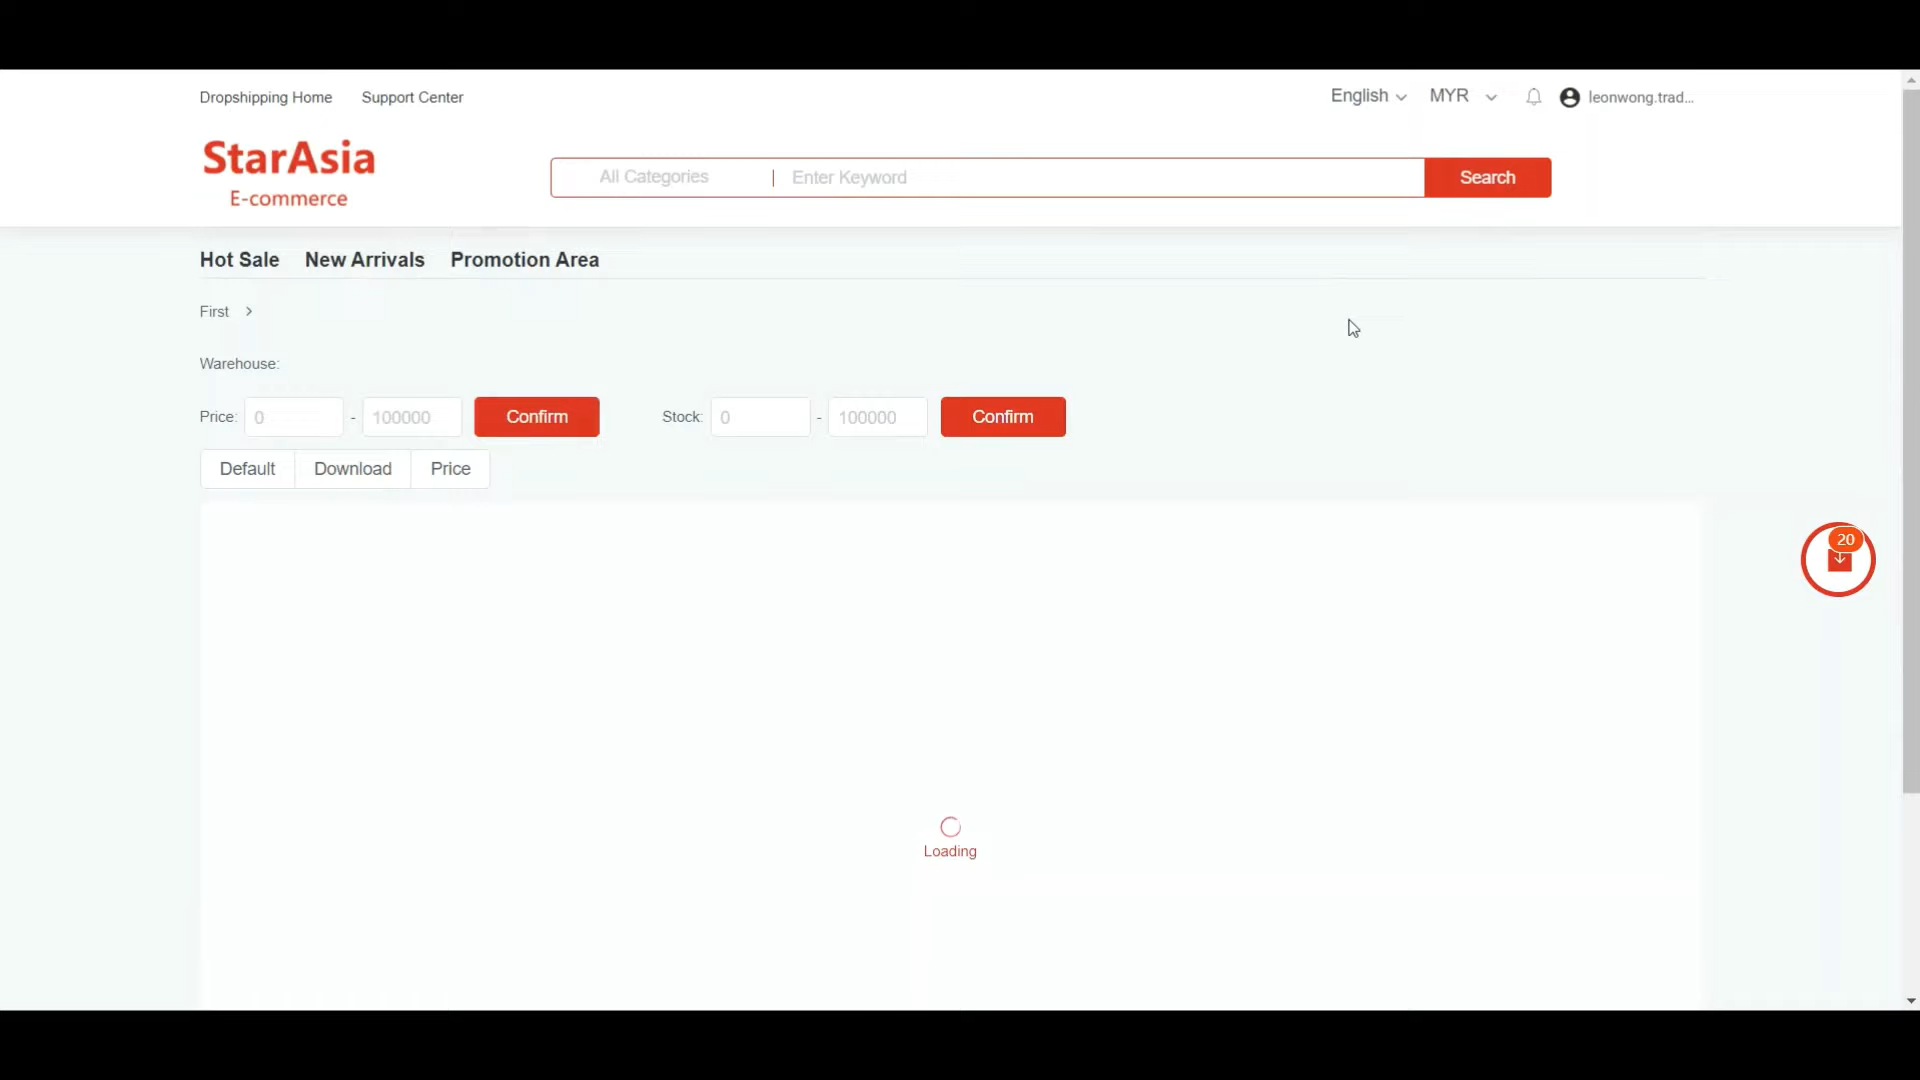 Dropshipping Home Support Center English MYR leonwong.trad...
StarAsia
E-commerce
All Categories Enter Keyword Search
Hot Sale New Arrivals Promotion Area
First
Warehouse:
Price: 0 - 100000 Confirm Stock: 0 - 100000 Confirm
Default Download Price
20
Loading